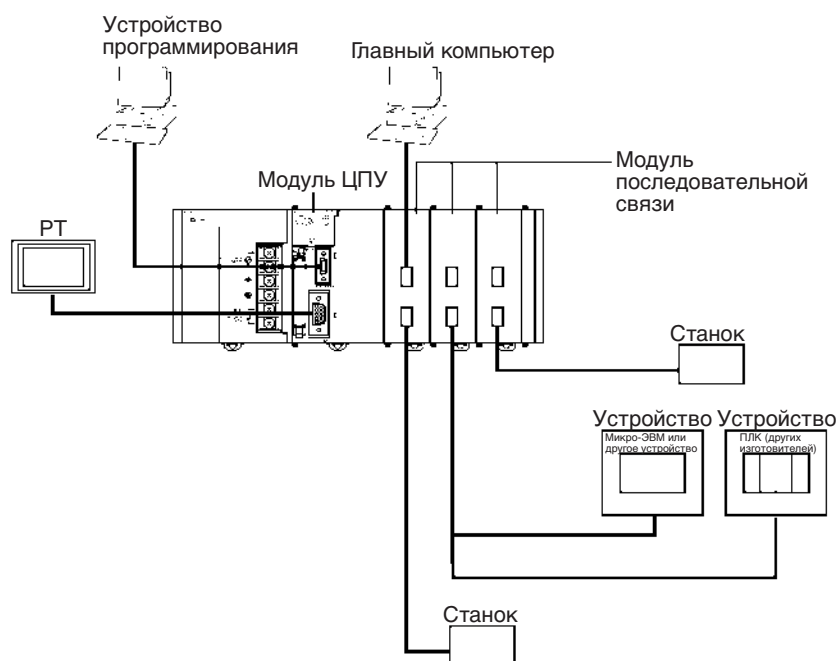 Устройство
программирования
Главный компьютер
Модуль ЦПУ
Модуль
последовательной
связи
PT
Станок
Устройство
Устройство
Микро-ЭВМ или
другое устройство
ПЛК (других
изготовителей)
Станок